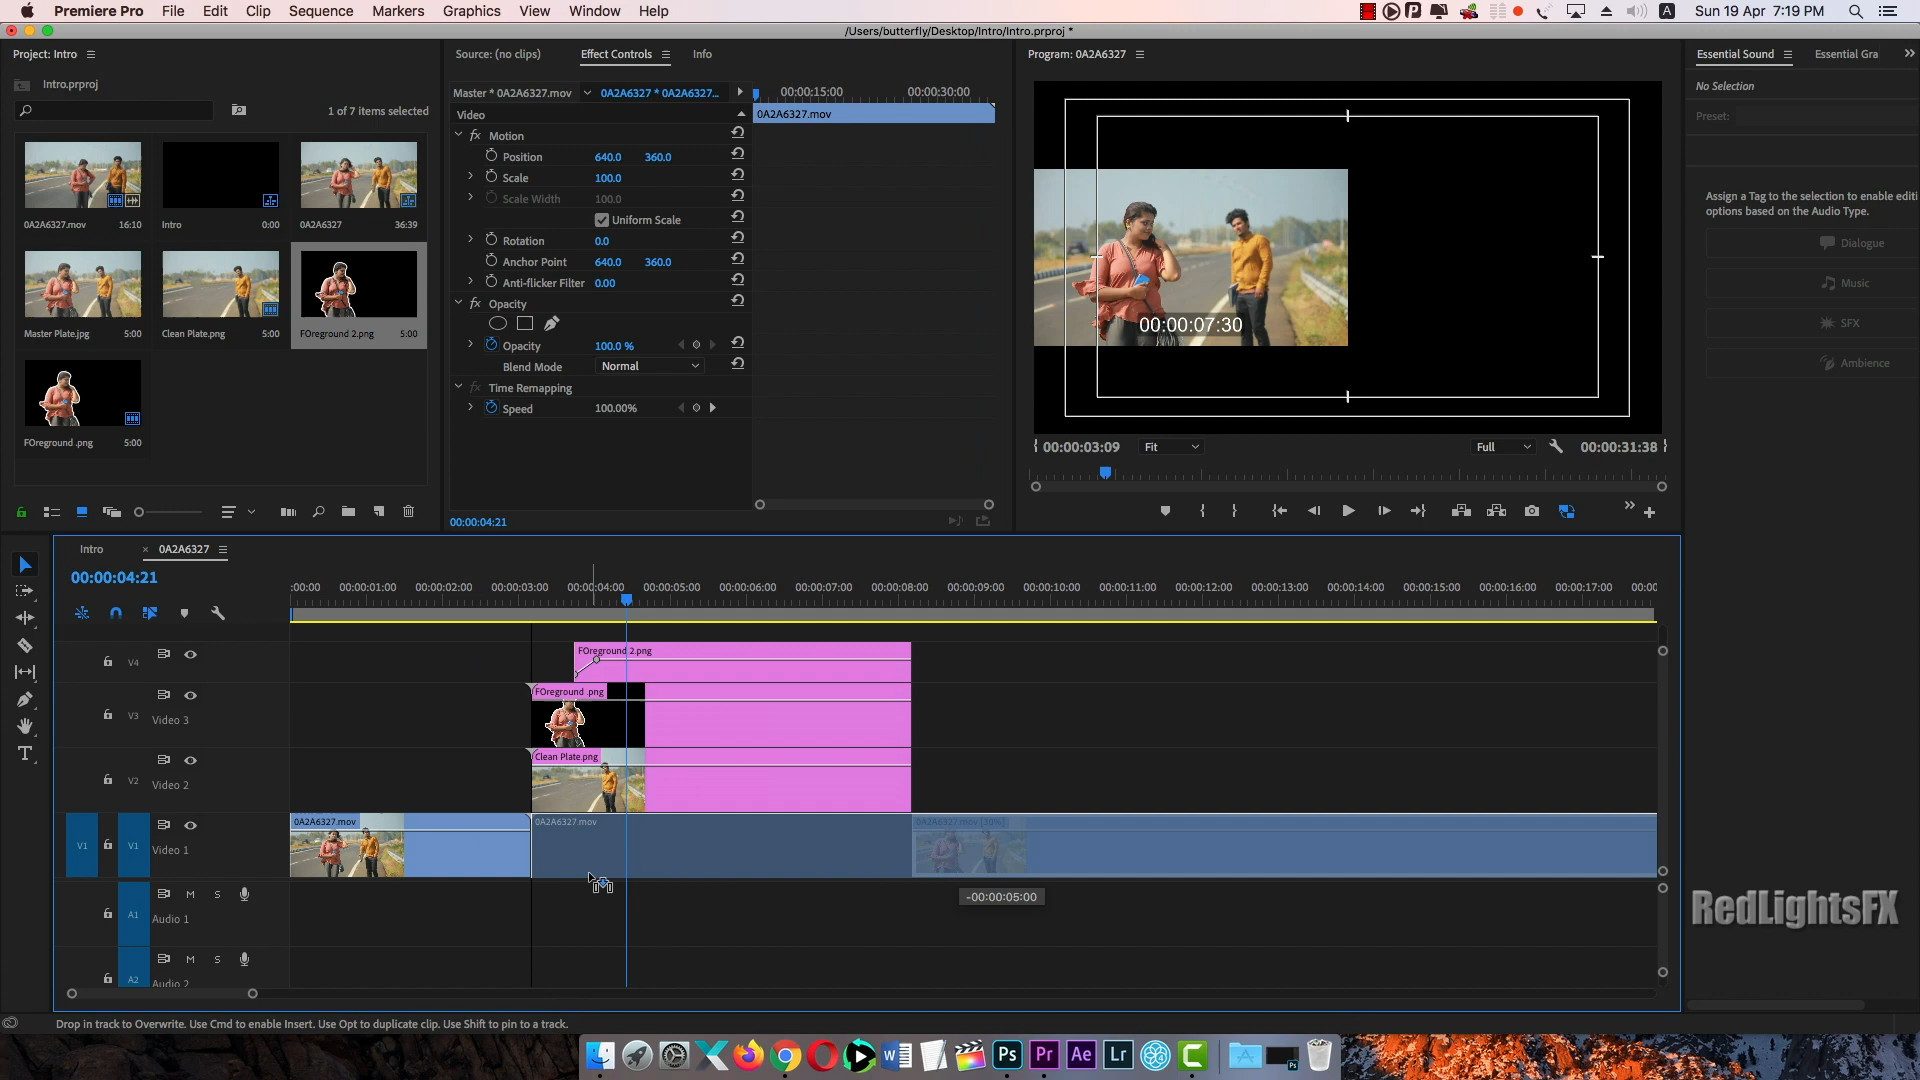 Premiere Pro File Edit Clip Sequence Markers Graphics View Window Help
A Sun 19 Apr 7:19 PM
/Users/butterfly/Desktop/Intro/Intro.prproj *
Project: Intro
Source: (no clips) Effect Controls Info
Program: 0A2A6327
Essential Sound Essential Gra
Intro.prproj
1 of 7 items selected
0A2A6327.mov 16:10
Intro 0:00
0A2A6327 36:39
Master Plate.jpg 5:00
Clean Plate.png 5:00
FOreground 2.png 5:00
FOreground .png 5:00
Master * 0A2A6327.mov 0A2A6327 * 0A2A6327...
00:00:15:00 00:00:30:00
Video
0A2A6327.mov
fx Motion
Position 640.0 360.0
Scale 100.0
Scale Width 100.0
Uniform Scale
Rotation 0.0
Anchor Point 640.0 360.0
Anti-flicker Filter 0.00
fx Opacity
Opacity 100.0 %
Blend Mode Normal
fx Time Remapping
Speed 100.00%
00:00:04:21
00:00:07:30
00:00:03:09 Fit Full 00:00:31:38
No Selection
Preset:
Assign a Tag to the selection to enable editi
options based on the Audio Type.
Dialogue
Music
SFX
Ambience
Intro × 0A2A6327
00:00:04:21
:00:00 00:00:01:00 00:00:02:00 00:00:03:00 00:00:04:00 00:00:05:00 00:00:06:00 00:00:07:00 00:00:08:00 00:00:09:00 00:00:10:00 00:00:11:00 00:00:12:00 00:00:13:00 00:00:14:00 00:00:15:00 00:00:16:00 00:00:17:00 00:00
V4
FOreground 2.png
V3 Video 3
FOreground .png
V2 Video 2
Clean Plate.png
V1 V1 Video 1
0A2A6327.mov 0A2A6327.mov 0A2A6327.mov [30%]
-00:00:05:00
M S
A1 Audio 1
M S
A2 Audio 2
RedLightsFX
Drop in track to Overwrite. Use Cmd to enable Insert. Use Opt to duplicate clip. Use Shift to pin to a track.
W Ps Pr Ae Lr C